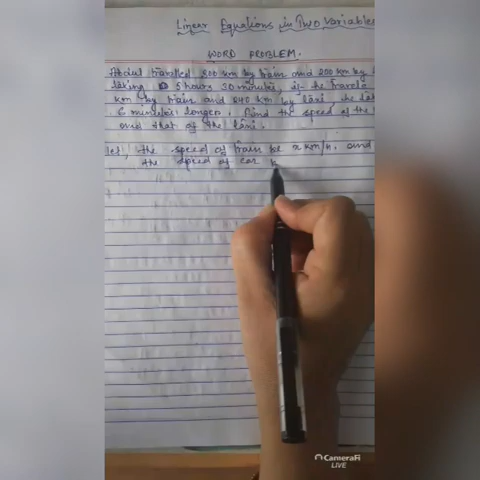 Linear Equations in Two Variables
WORD PROBLEM.
Abdul travelled 300 km by train and 200 km by
taking 5 hours 30 minutes, if he travels
km by train and 240 km by taxi, he takes
6 minutes longer. Find the speed of the
and that of the taxi.
let, the speed of train be x km/h, and
the speed of car
CameraFi
LIVE